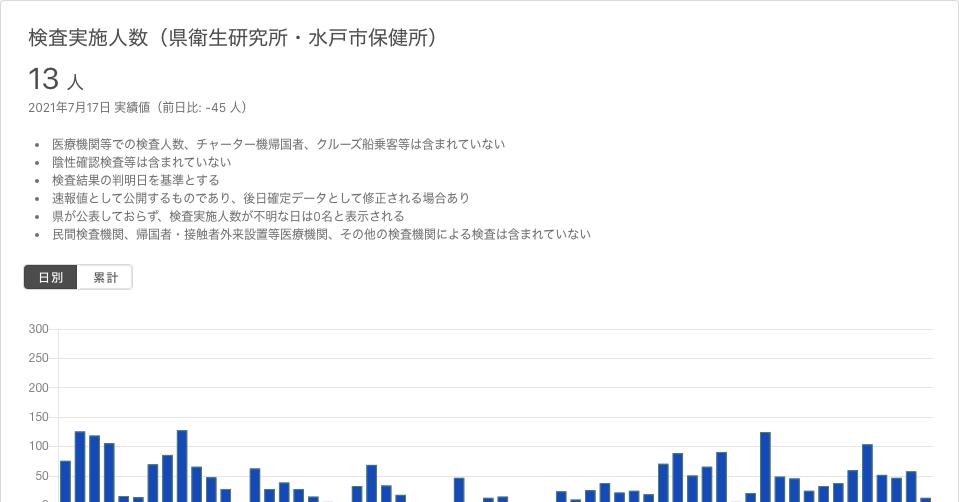 検査実施人数（県衛生研究所・水戸市保健所）
13 人
2021年7月17日 実績値（前日比: -45 人）
• 医療機関等での検査人数、チャーター機帰国者、クルーズ船乗客等は含まれていない
• 陰性確認検査等は含まれていない
• 検査結果の判明日を基準とする
• 速報値として公開するものであり、後日確定データとして修正される場合あり
• 県が公表しておらず、検査実施人数が不明な日は0名と表示される
• 民間検査機関、帰国者・接触者外来設置等医療機関、その他の検査機関による検査は含まれていない
日別 累計
300
250
200
150
100
50